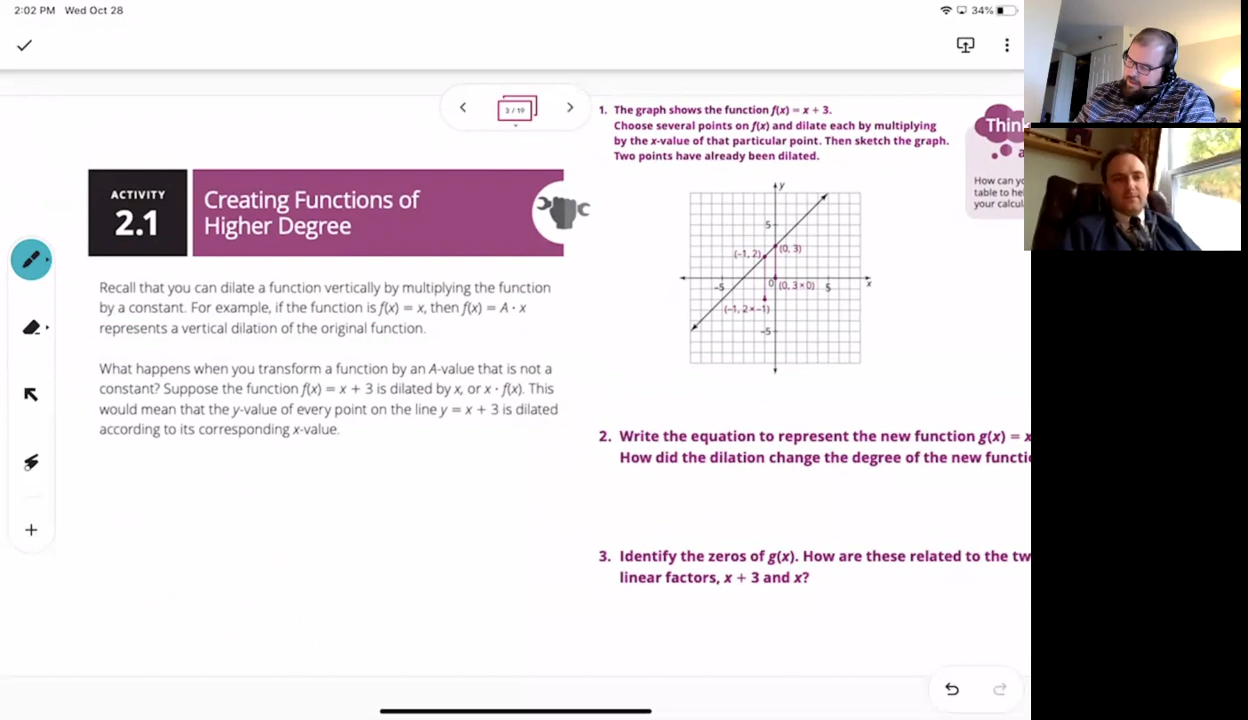 2:02 PM Wed Oct 28
34%
3 / 19
ACTIVITY
2.1
Creating Functions of
Higher Degree
Recall that you can dilate a function vertically by multiplying the function
by a constant. For example, if the function is f(x) = x, then f(x) = A · x
represents a vertical dilation of the original function.
What happens when you transform a function by an A-value that is not a
constant? Suppose the function f(x) = x + 3 is dilated by x, or x · f(x). This
would mean that the y-value of every point on the line y = x + 3 is dilated
according to its corresponding x-value.
1. The graph shows the function f(x) = x + 3.
Choose several points on f(x) and dilate each by multiplying
by the x-value of that particular point. Then sketch the graph.
Two points have already been dilated.
Think
a
How can yo
table to he
your calcul
y
5
(−1, 2)
(0, 3)
−5
0
(0, 3 × 0)
5
x
(−1, 2 × −1)
−5
2. Write the equation to represent the new function g(x) = x
How did the dilation change the degree of the new functi
3. Identify the zeros of g(x). How are these related to the tw
linear factors, x + 3 and x?